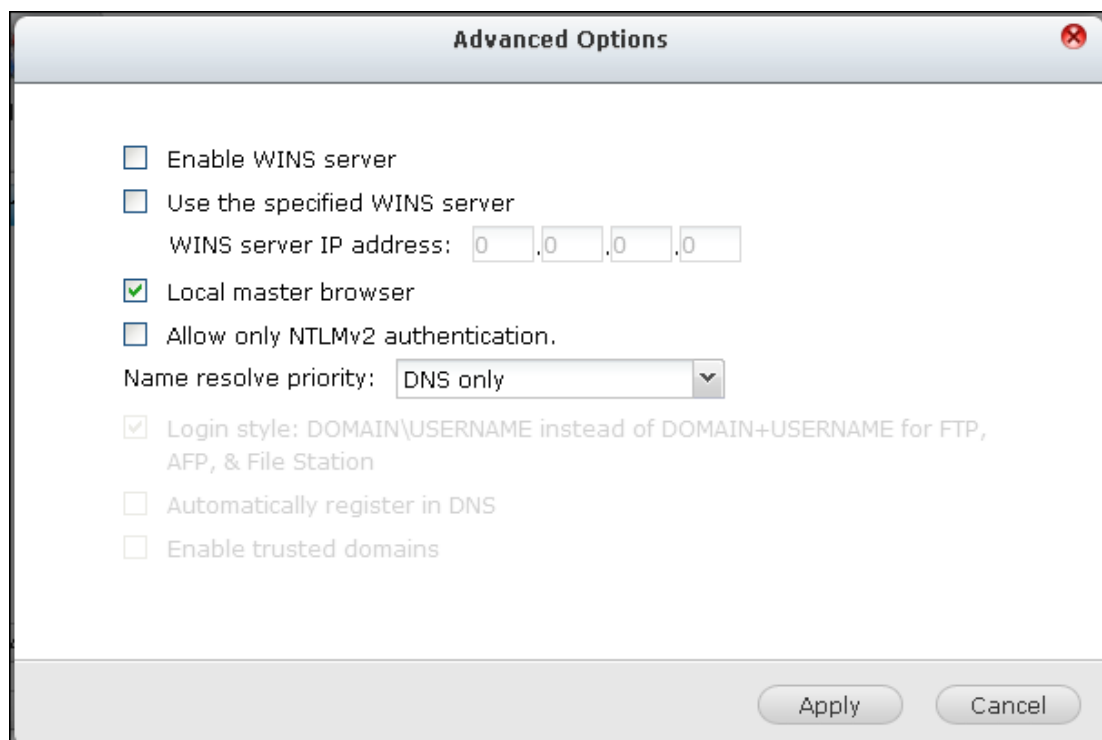 Advanced Options
Enable WINS server
Use the specified WINS server
WINS server IP address: 0 .0 .0 .0
Local master browser
Allow only NTLMv2 authentication.
Name resolve priority: DNS only
Login style: DOMAIN\USERNAME instead of DOMAIN+USERNAME for FTP,
AFP, & File Station
Automatically register in DNS
Enable trusted domains
Apply Cancel